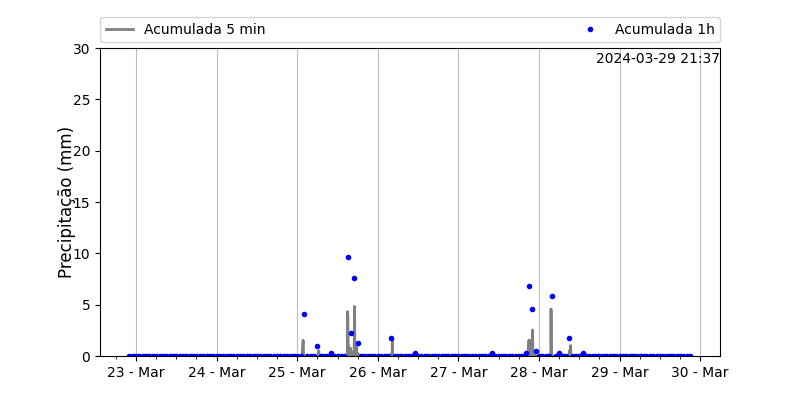 Acumulada 5 min
Acumulada 1h
2024-03-29 21:37
Precipitação (mm)
30
25
20
15
10
5
0
23 - Mar
24 - Mar
25 - Mar
26 - Mar
27 - Mar
28 - Mar
29 - Mar
30 - Mar